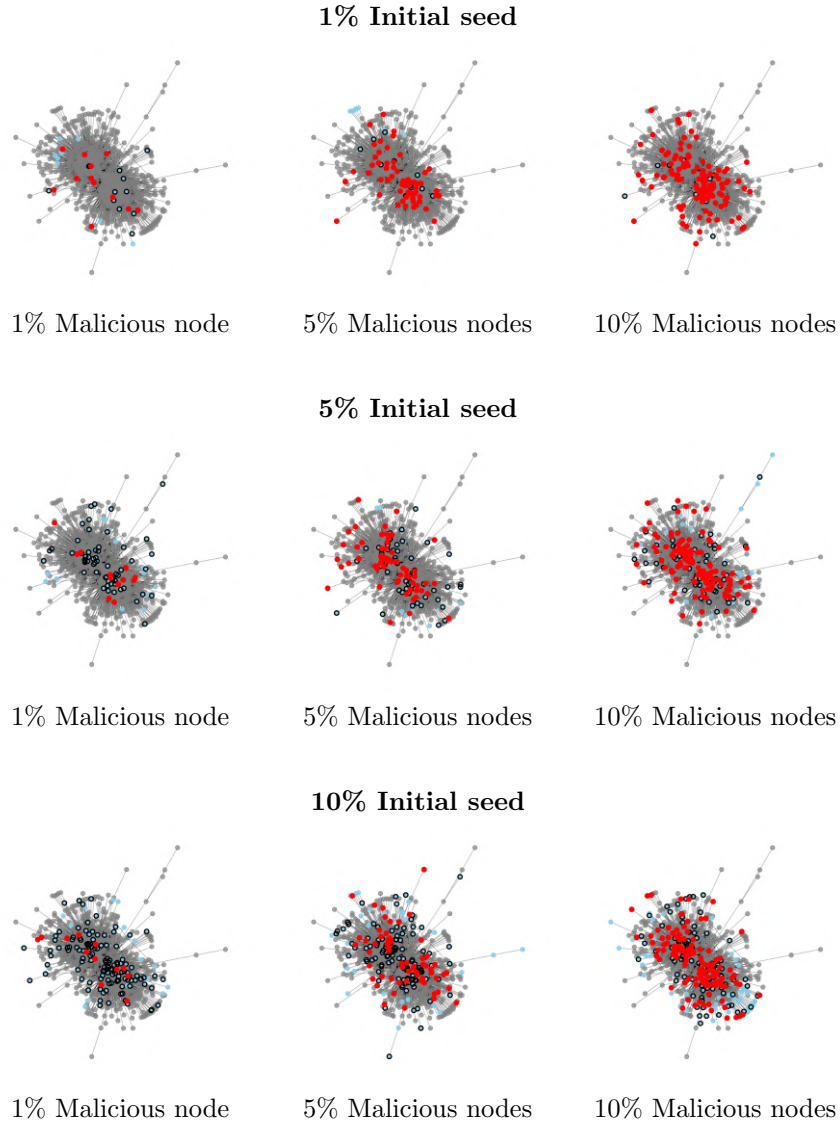 1% Initial seed
1% Malicious node 5% Malicious nodes 10% Malicious nodes
5% Initial seed
1% Malicious node 5% Malicious nodes 10% Malicious nodes
10% Initial seed
1% Malicious node 5% Malicious nodes 10% Malicious nodes